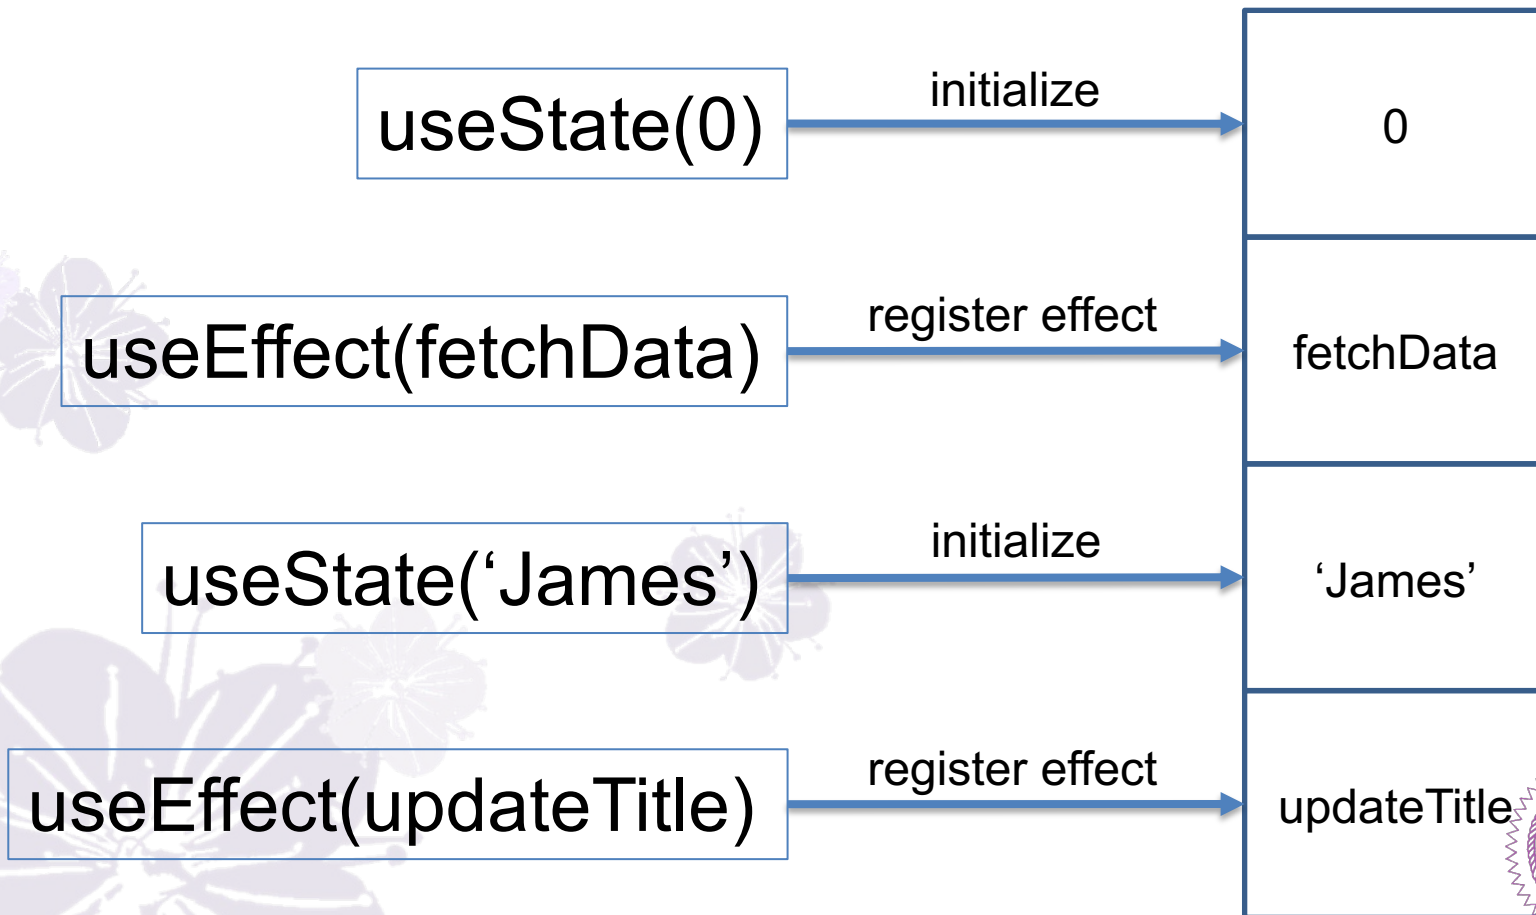 useState(0)
initialize
0
useEffect(fetchData)
register effect
fetchData
useState(‘James’)
initialize
‘James’
useEffect(updateTitle)
register effect
updateTitle